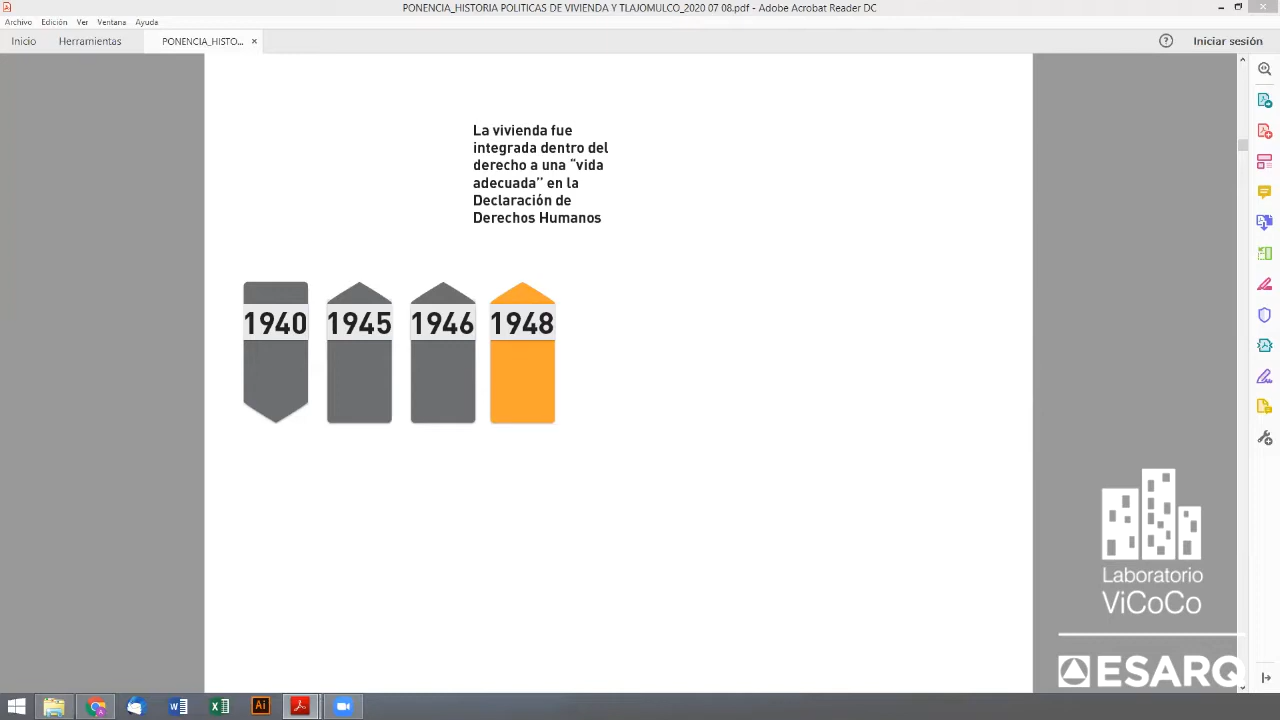 PONENCIA_HISTORIA POLITICAS DE VIVIENDA Y TLAJOMULCO_2020 07 08.pdf - Adobe Acrobat Reader DC
Archivo Edición Ver Ventana Ayuda
Inicio Herramientas PONENCIA_HISTO... Iniciar sesión
La vivienda fue
integrada dentro del
derecho a una “vida
adecuada’’ en la
Declaración de
Derechos Humanos
1940 1945 1946 1948
Laboratorio
ViCoCo
ESARQ